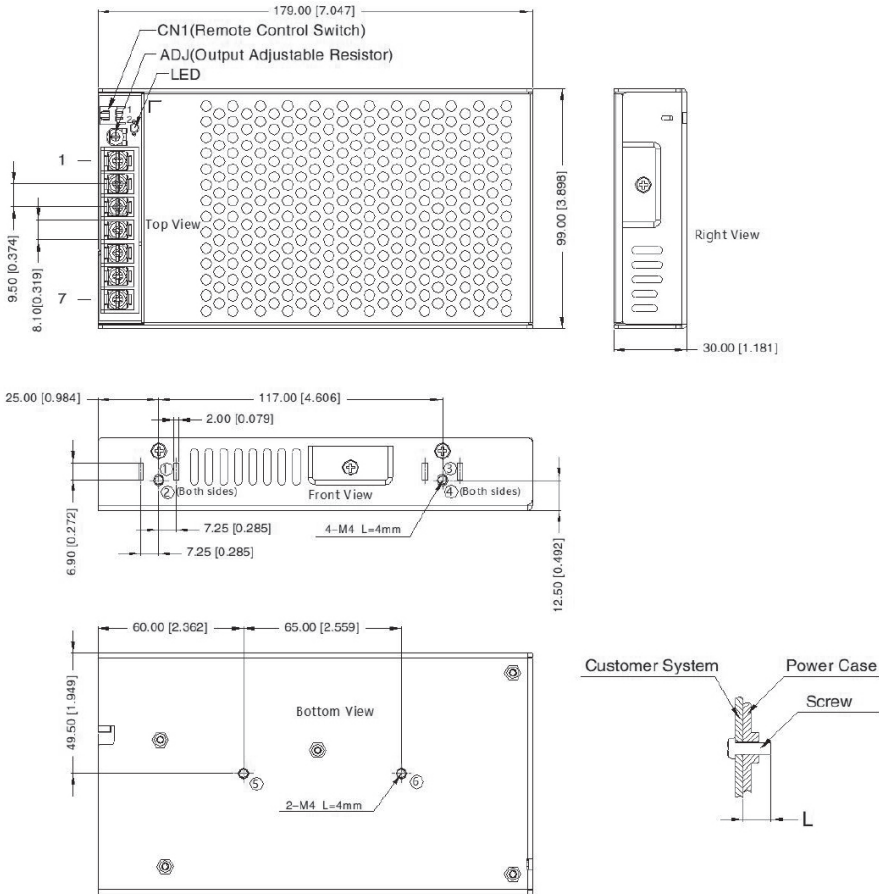 179.00 [7.047]
CN1(Remote Control Switch)
ADJ(Output Adjustable Resistor)
LED
1
2
1
7
9.50 [0.374]
8.10[0.319]
Top View
99.00 [3.898]
Right View
30.00 [1.181]
25.00 [0.984]
117.00 [4.606]
2.00 [0.079]
① ③
② (Both sides)
Front View
④ (Both sides)
6.90 [0.272]
7.25 [0.285]
7.25 [0.285]
4-M4 L=4mm
12.50 [0.492]
60.00 [2.362]
65.00 [2.559]
49.50 [1.949]
Bottom View
⑤ ⑥
2-M4 L=4mm
Customer System
Power Case
Screw
L